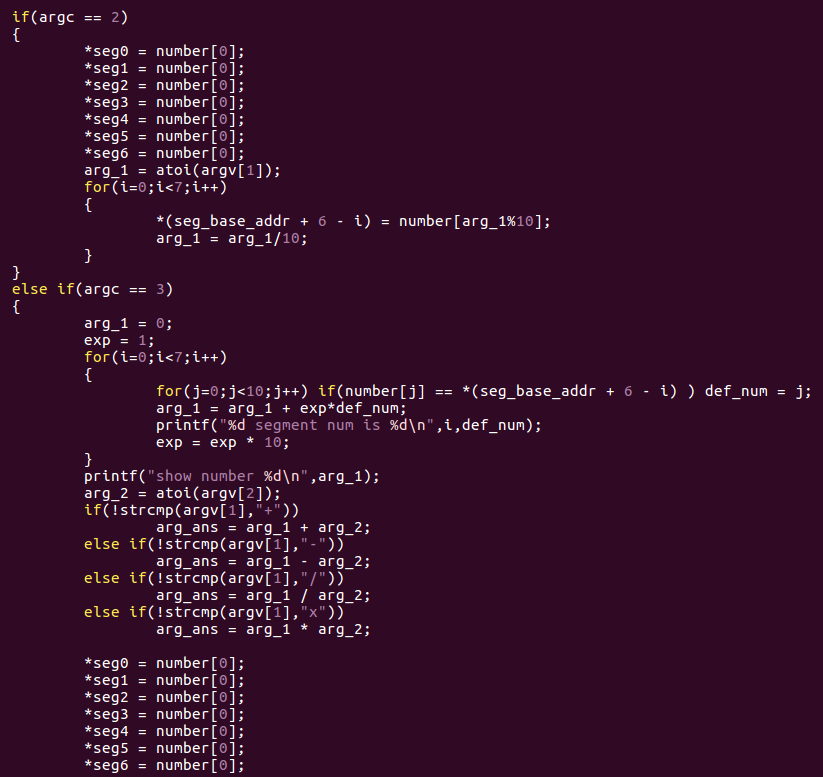 if(argc == 2)
{
        *seg0 = number[0];
        *seg1 = number[0];
        *seg2 = number[0];
        *seg3 = number[0];
        *seg4 = number[0];
        *seg5 = number[0];
        *seg6 = number[0];
        arg_1 = atoi(argv[1]);
        for(i=0;i<7;i++)
        {
                *(seg_base_addr + 6 - i) = number[arg_1%10];
                arg_1 = arg_1/10;
        }
}
else if(argc == 3)
{
        arg_1 = 0;
        exp = 1;
        for(i=0;i<7;i++)
        {
                for(j=0;j<10;j++) if(number[j] == *(seg_base_addr + 6 - i) ) def_num = j;
                arg_1 = arg_1 + exp*def_num;
                printf("%d segment num is %d\n",i,def_num);
                exp = exp * 10;
        }
        printf("show number %d\n",arg_1);
        arg_2 = atoi(argv[2]);
        if(!strcmp(argv[1],"+"))
                arg_ans = arg_1 + arg_2;
        else if(!strcmp(argv[1],"-"))
                arg_ans = arg_1 - arg_2;
        else if(!strcmp(argv[1],"/"))
                arg_ans = arg_1 / arg_2;
        else if(!strcmp(argv[1],"x"))
                arg_ans = arg_1 * arg_2;

        *seg0 = number[0];
        *seg1 = number[0];
        *seg2 = number[0];
        *seg3 = number[0];
        *seg4 = number[0];
        *seg5 = number[0];
        *seg6 = number[0];